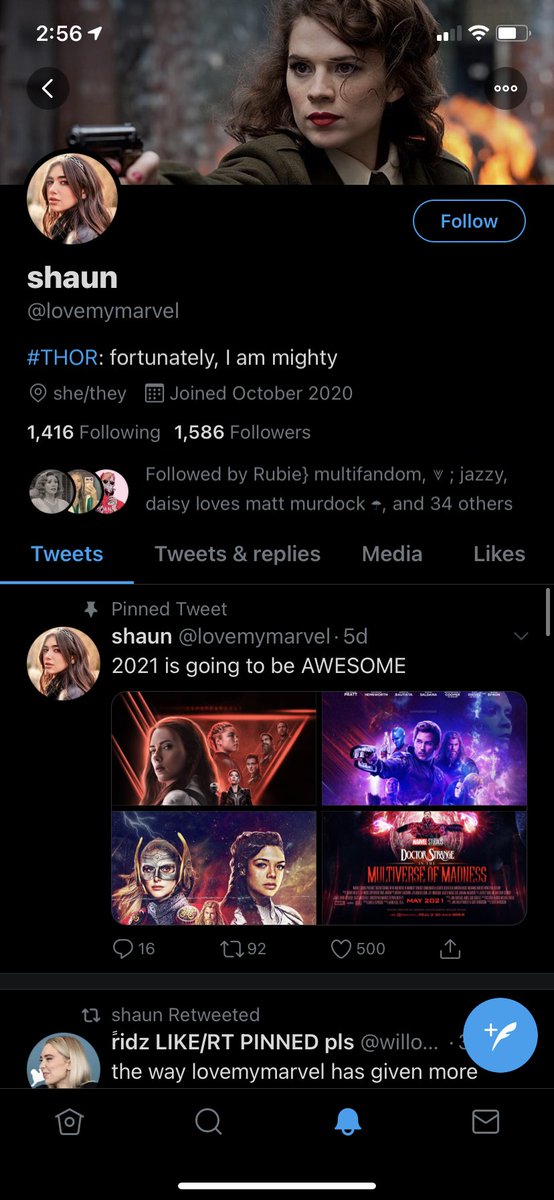 2:56
Follow
shaun
@lovemymarvel
#THOR: fortunately, I am mighty
she/they Joined October 2020
1,416 Following 1,586 Followers
Followed by Rubie} multifandom, ; jazzy,
daisy loves matt murdock ☂, and 34 others
Tweets Tweets & replies Media Likes
Pinned Tweet
shaun @lovemymarvel · 5d
2021 is going to be AWESOME
MARVEL STUDIOS
DOCTOR STRANGE
IN THE
MULTIVERSE OF MADNESS
MAY 2021
16 92 500
shaun Retweeted
ridz LIKE/RT PINNED pls @willo... ·
the way lovemymarvel has given more